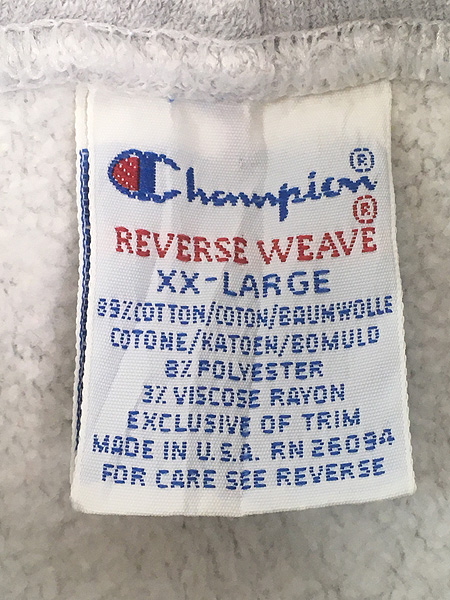 Champion®
®
REVERSE WEAVE
XX-LARGE
89%COTTON/COTON/BAUMWOLLE
COTONE/KATOEN/BOMULD
8% POLYESTER
3% VISCOSE RAYON
EXCLUSIVE OF TRIM
MADE IN U.S.A. RN 26094
FOR CARE SEE REVERSE